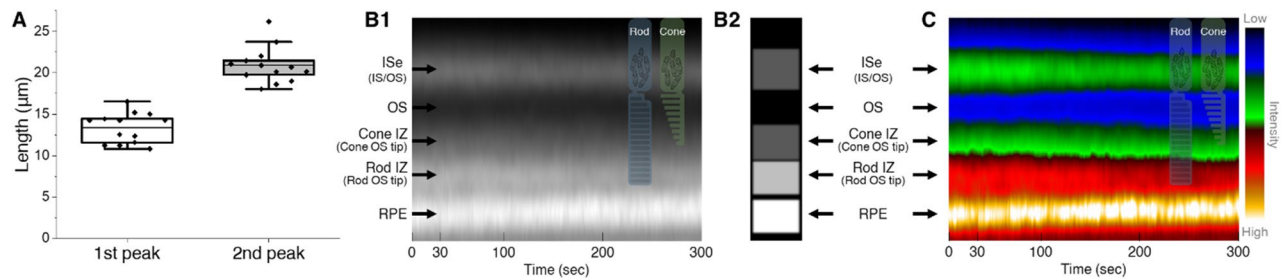 A
Length (μm)
25
20
15
10
5
0
1st peak
2nd peak
B1
ISe
(IS/OS)
OS
Cone IZ
(Cone OS tip)
Rod IZ
(Rod OS tip)
RPE
Rod
Cone
0 30 100 200 300
Time (sec)
B2
ISe
(IS/OS)
OS
Cone IZ
(Cone OS tip)
Rod IZ
(Rod OS tip)
RPE
C
Rod
Cone
0 30 100 200 300
Time (sec)
Low
Intensity
High